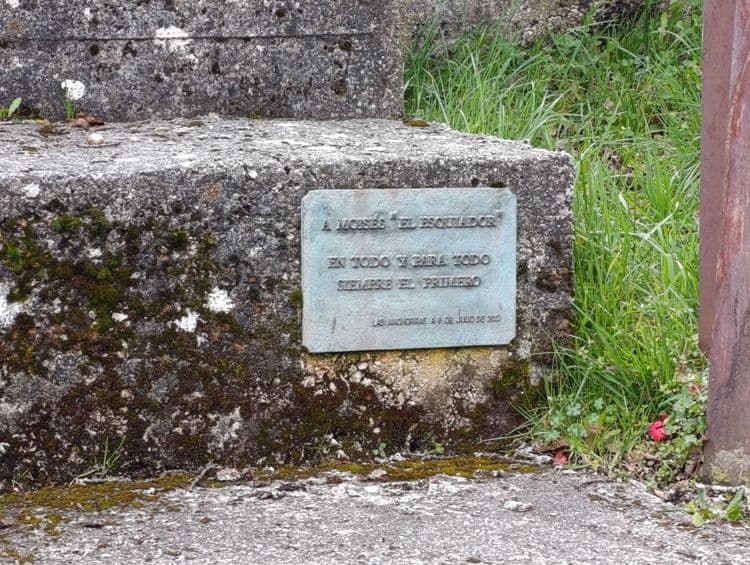 A MOISÉS "EL ESQUIADOR"
EN TODO Y PARA TODO
SIEMPRE EL PRIMERO
LAS MACHORRAS A 8 DE JULIO DE